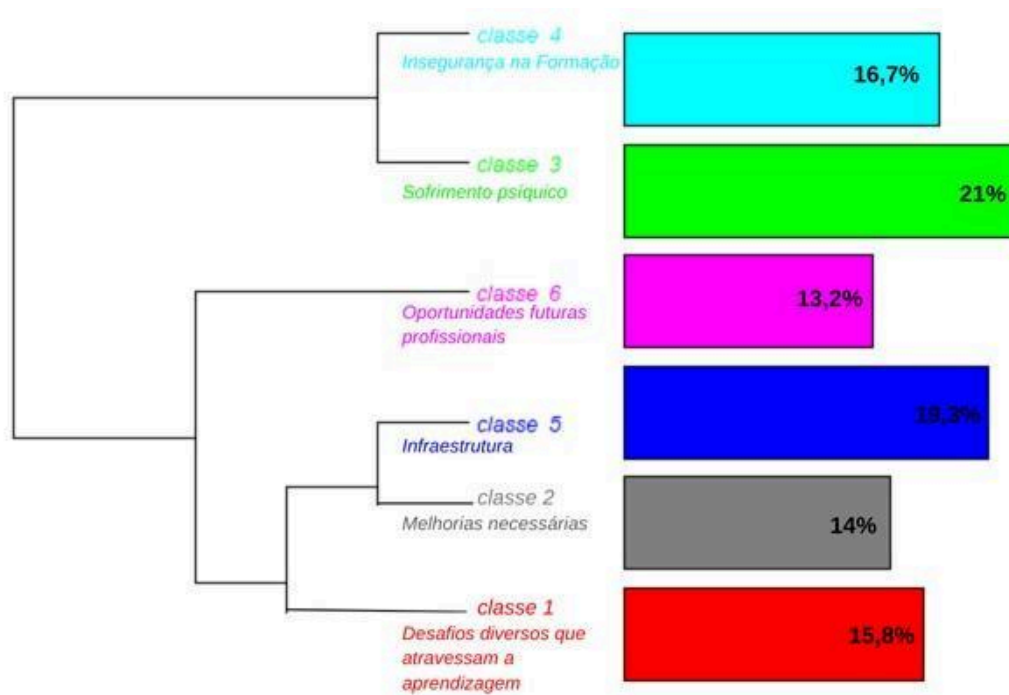 classe 4
Insegurança na Formação
16,7%
classe 3
Sofrimento psíquico
21%
classe 6
Oportunidades futuras
profissionais
13,2%
classe 5
Infraestrutura
19,3%
classe 2
Melhorias necessárias
14%
classe 1
Desafios diversos que
atravessam a
aprendizagem
15,8%